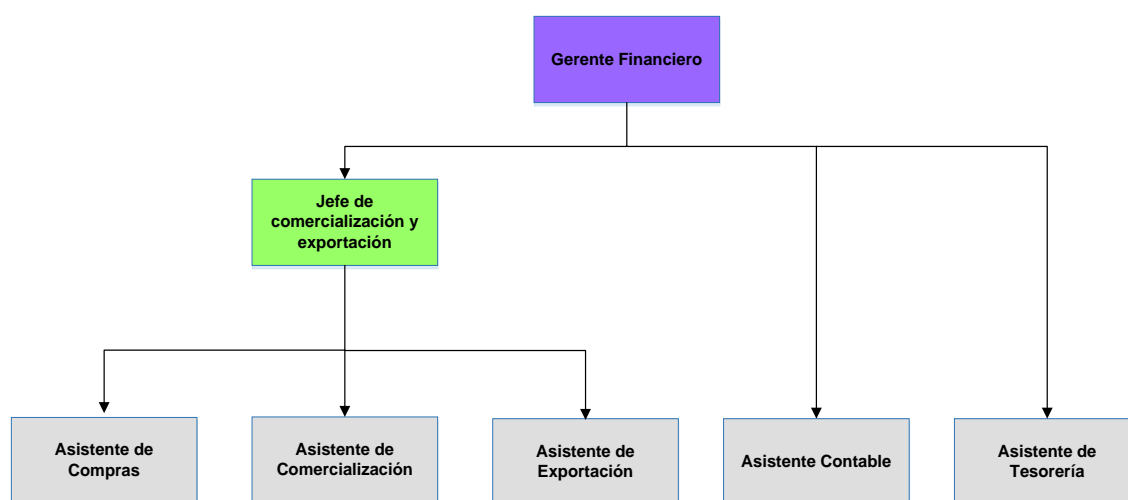 Gerente Financiero
Jefe de
comercialización y
exportación
Asistente de
Compras
Asistente de
Comercialización
Asistente de
Exportación
Asistente Contable
Asistente de
Tesorería